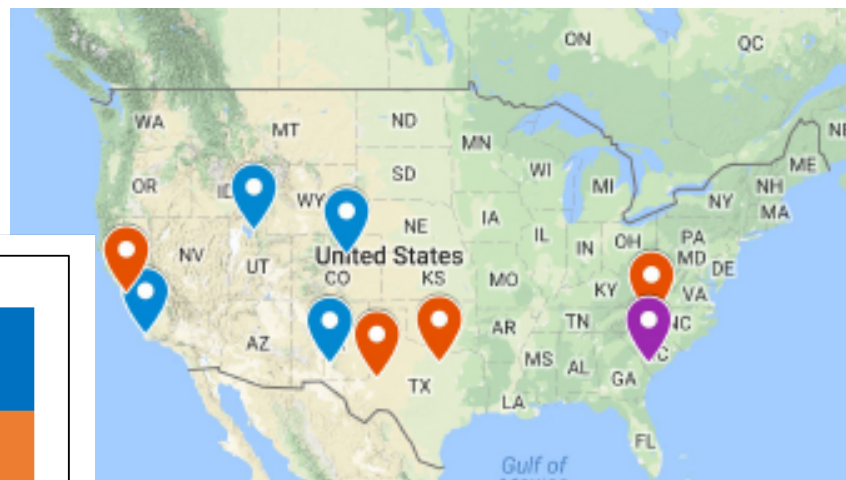 ON
QC
WA
MT
ND
MN
NB
OR
ID
SD
WI
MI
ME
WY
NH
NY
MA
NE
IA
NV
UT
IL
IN
OH
PA
MD
DE
United States
CO
KS
MO
KY
VA
AZ
AR
TN
NC
TX
MS
AL
GA
LA
FL
Gulf of